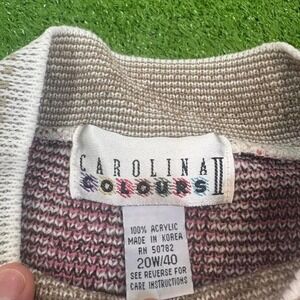 CAROLINA II
COLOURS
100% ACRYLIC
MADE IN KOREA
RN 50782
20W/40
SEE REVERSE FOR
CARE INSTRUCTIONS